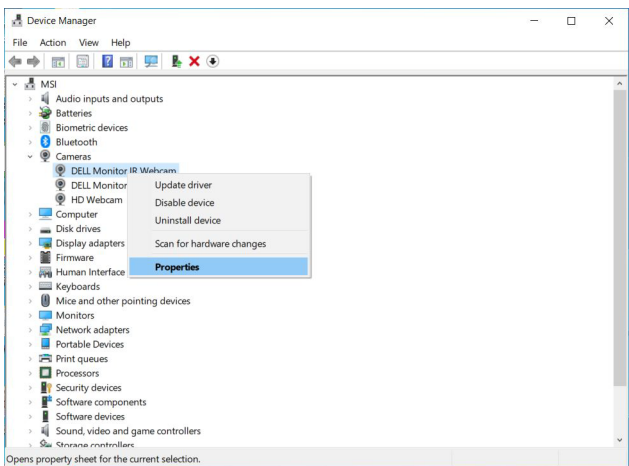 Device Manager
File Action View Help
MSI
Audio inputs and outputs
Batteries
Biometric devices
Bluetooth
Cameras
DELL Monitor IR Webcam
DELL Monitor
HD Webcam
Update driver
Disable device
Uninstall device
Scan for hardware changes
Properties
Computer
Disk drives
Display adapters
Firmware
Human Interface
Keyboards
Mice and other pointing devices
Monitors
Network adapters
Portable Devices
Print queues
Processors
Security devices
Software components
Software devices
Sound, video and game controllers
Storage controllers
Opens property sheet for the current selection.